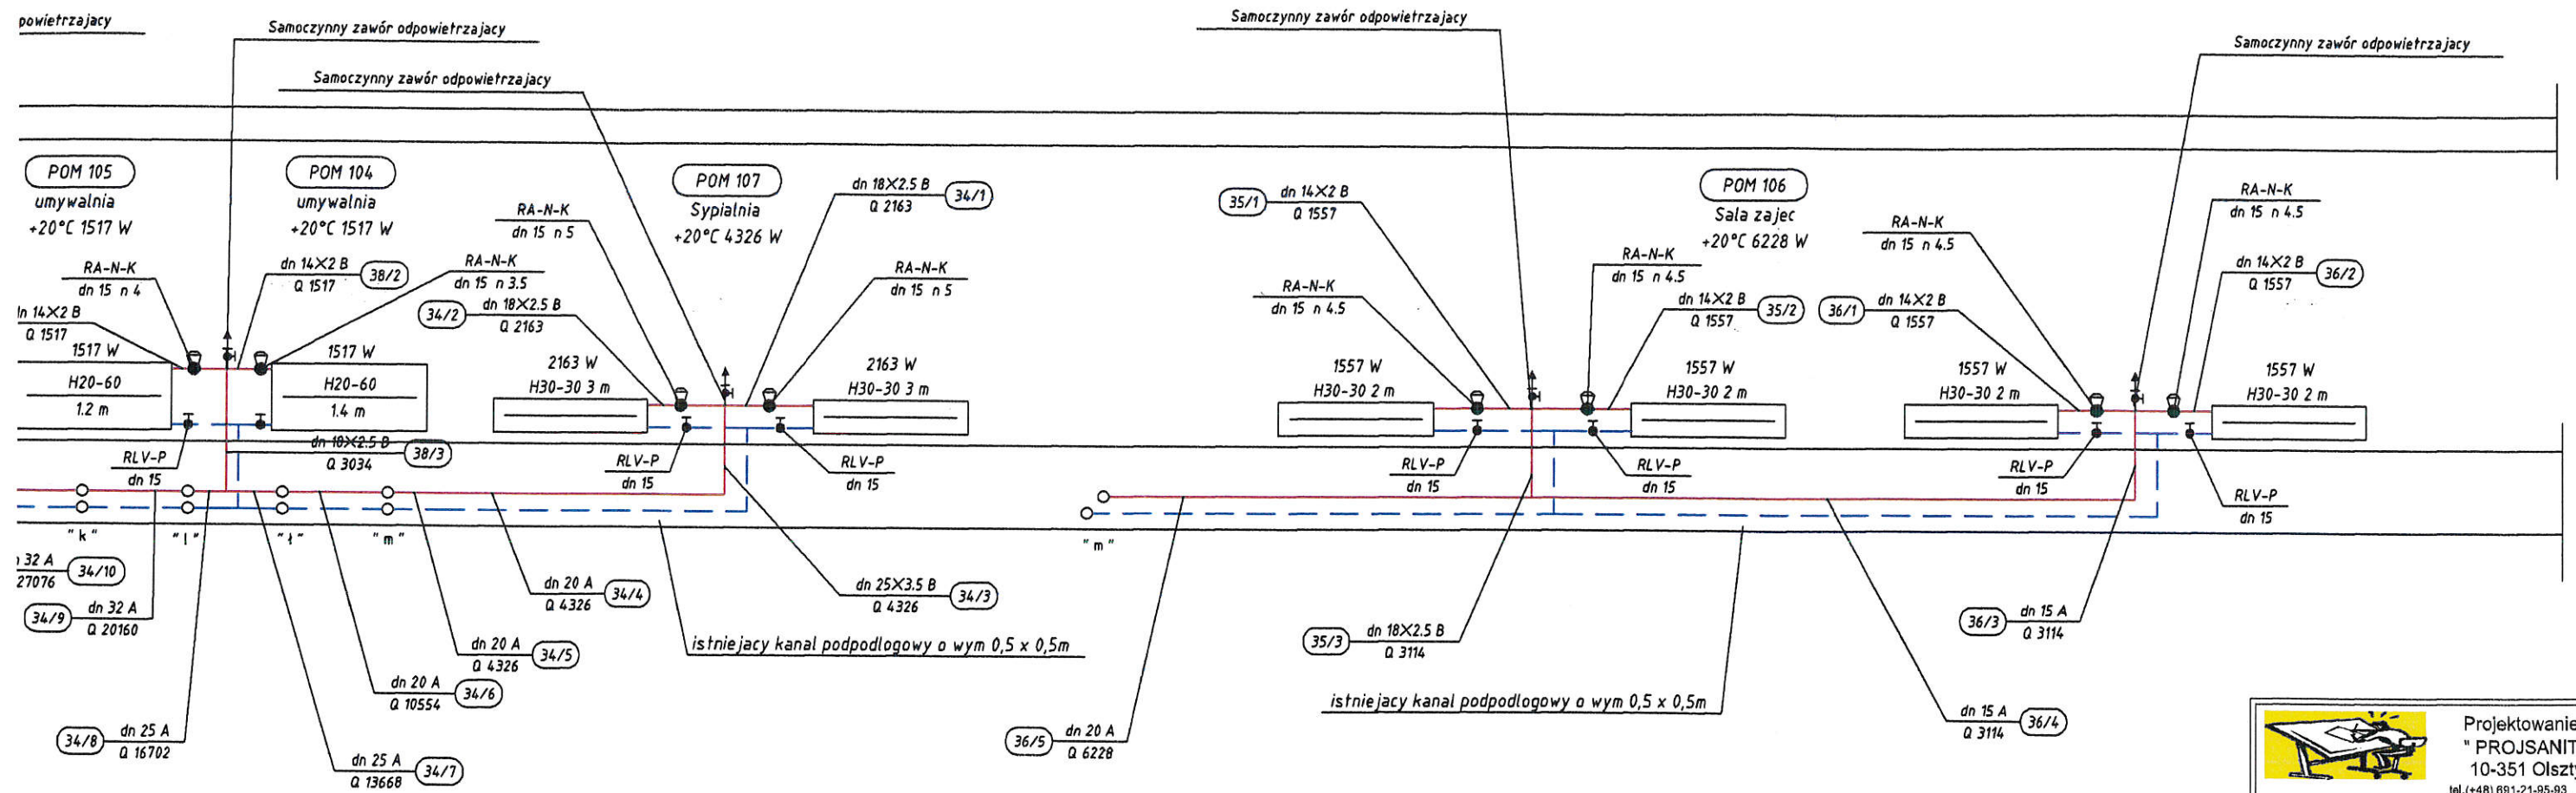 powietrzajacy
Samoczynny zawór odpowietrzajacy
Samoczynny zawór odpowietrzajacy
Samoczynny zawór odpowietrzajacy
Samoczynny zawór odpowietrzajacy
POM 105
umywalnia
+20°C 1517 W
POM 104
umywalnia
+20°C 1517 W
POM 107
Sypialnia
+20°C 4326 W
POM 106
Sala zajec
+20°C 6228 W
RA-N-K
dn 15 n 4
dn 14X2 B
Q 1517
38/2
RA-N-K
dn 15 n 3.5
RA-N-K
dn 15 n 5
dn 18X2.5 B
Q 2163
34/1
RA-N-K
dn 15 n 5
34/2
dn 18X2.5 B
Q 2163
35/1
dn 14X2 B
Q 1557
RA-N-K
dn 15 n 4.5
RA-N-K
dn 15 n 4.5
dn 14X2 B
Q 1557
35/2
RA-N-K
dn 15 n 4.5
36/1
dn 14X2 B
Q 1557
RA-N-K
dn 15 n 4.5
dn 14X2 B
Q 1557
36/2
14X2 B
Q 1517
1517 W
H20-60
1.2 m
1517 W
H20-60
1.4 m
2163 W
H30-30 3 m
2163 W
H30-30 3 m
1557 W
H30-30 2 m
1557 W
H30-30 2 m
1557 W
H30-30 2 m
1557 W
H30-30 2 m
dn 18X2.5 B
Q 3034
38/3
RLV-P
dn 15
RLV-P
dn 15
RLV-P
dn 15
RLV-P
dn 15
RLV-P
dn 15
RLV-P
dn 15
RLV-P
dn 15
"k"
"l"
"ł"
"m"
"m"
32 A
27076
34/10
34/9
dn 32 A
Q 20160
dn 20 A
Q 4326
34/4
dn 25X3.5 B
Q 4326
34/3
dn 20 A
Q 4326
34/5
dn 20 A
Q 10554
34/6
34/8
dn 25 A
Q 16702
dn 25 A
Q 13668
34/7
istniejacy kanal podpodlogowy o wym 0,5 x 0,5m
35/3
dn 18X2.5 B
Q 3114
36/3
dn 15 A
Q 3114
istniejacy kanal podpodlogowy o wym 0,5 x 0,5m
36/5
dn 20 A
Q 6228
dn 15 A
Q 3114
36/4
Projektowanie
" PROJSANIT
10-351 Olszty
tel.(+48) 691-21-95-93